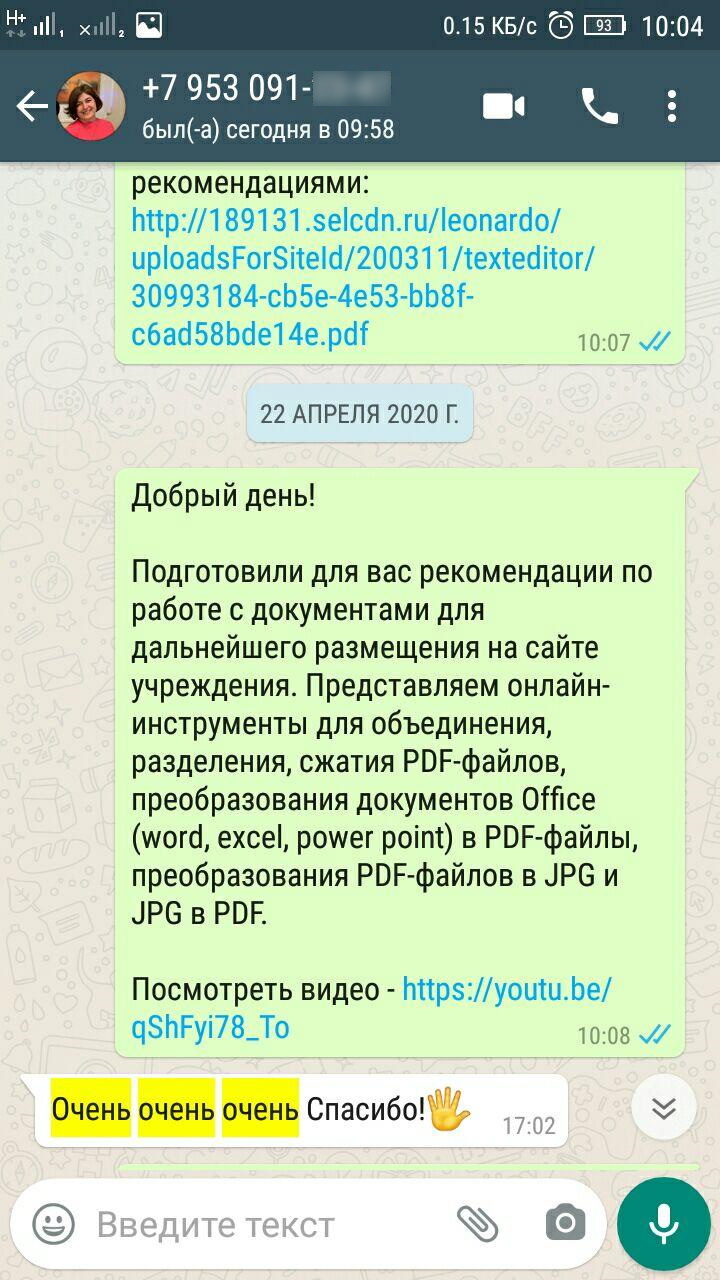 H+ 1 x 2 0.15 КБ/с 93 10:04
+7 953 091-
был(-а) сегодня в 09:58
рекомендациями:
http://189131.selcdn.ru/leonardo/
uploadsForSiteId/200311/texteditor/
30993184-cb5e-4e53-bb8f-
c6ad58bde14e.pdf
10:07
22 АПРЕЛЯ 2020 Г.
Добрый день!
Подготовили для вас рекомендации по
работе с документами для
дальнейшего размещения на сайте
учреждения. Представляем онлайн-
инструменты для объединения,
разделения, сжатия PDF-файлов,
преобразования документов Office
(word, excel, power point) в PDF-файлы,
преобразования PDF-файлов в JPG и
JPG в PDF.
Посмотреть видео - https://youtu.be/
qShFyi78_To
10:08
Очень очень очень Спасибо!🖐
17:02
Введите текст